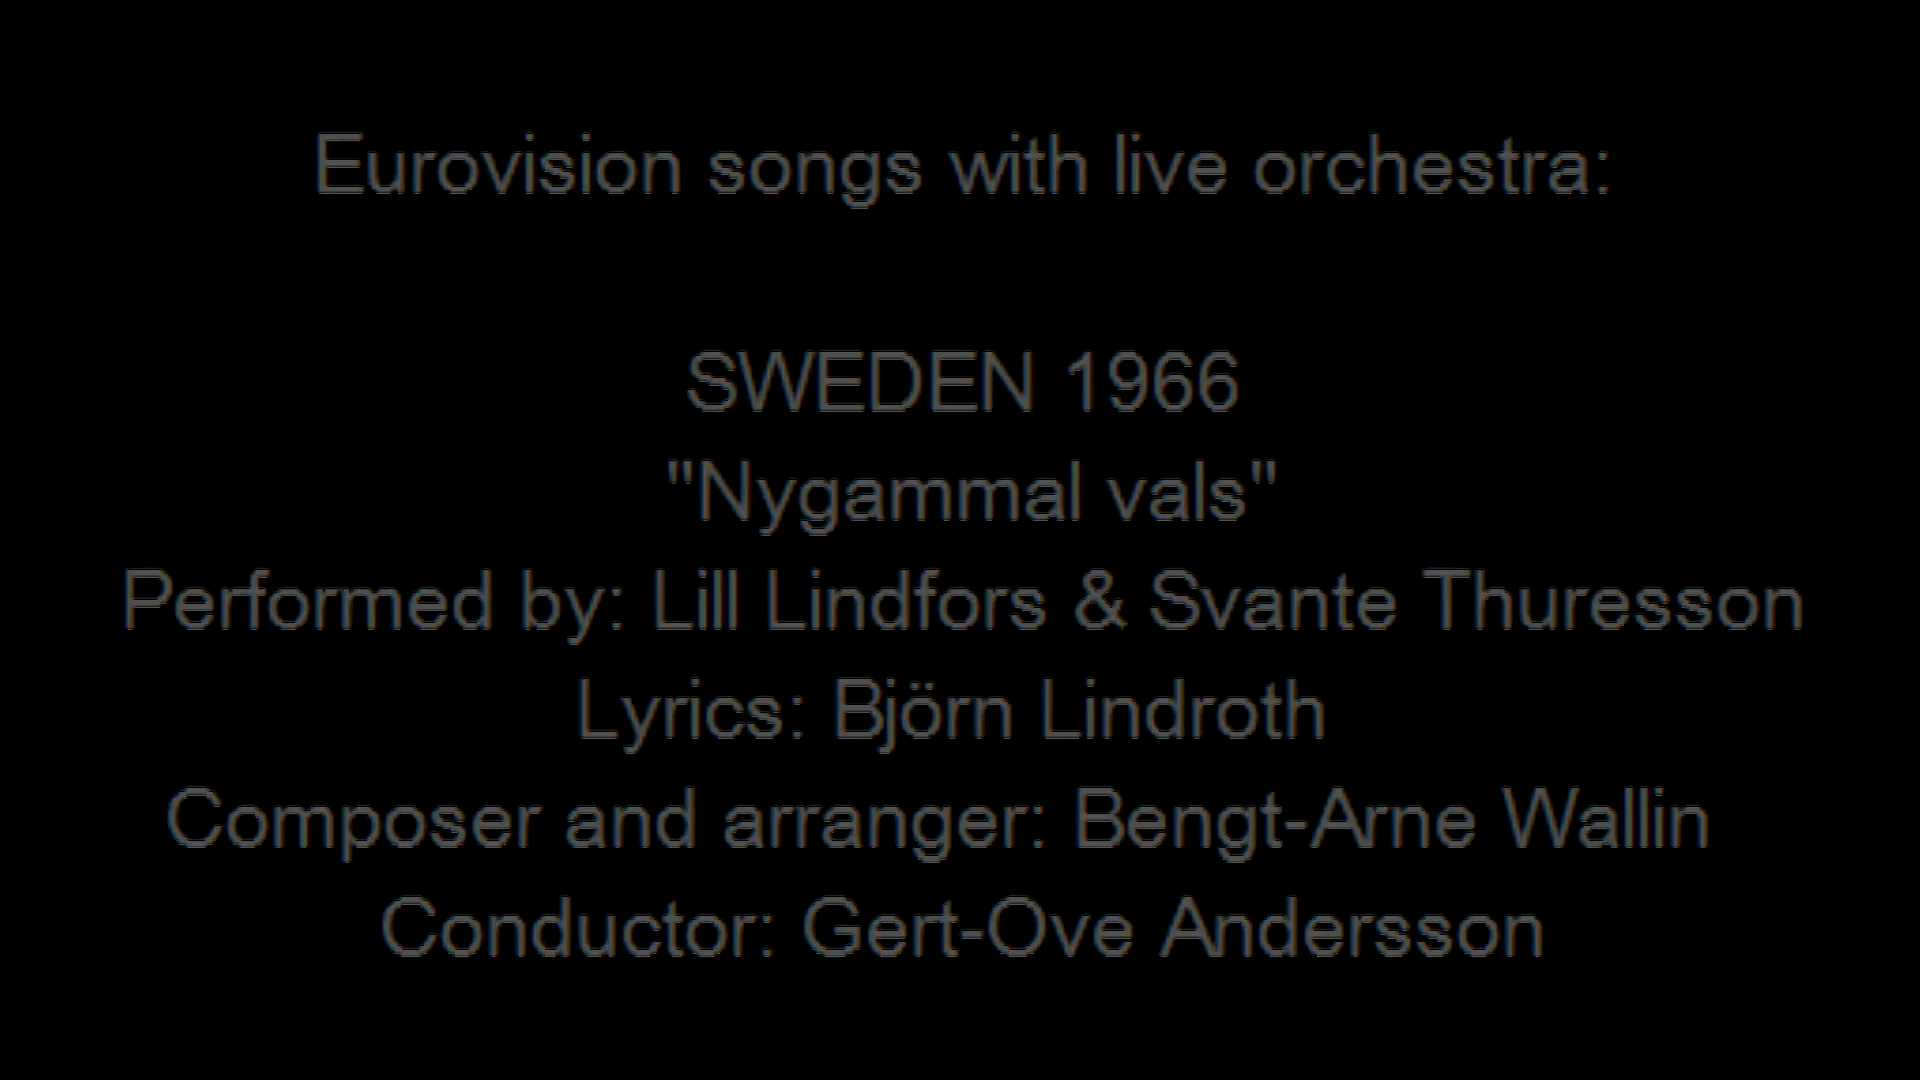 Eurovision songs with live orchestra:
SWEDEN 1966
"Nygammal vals"
Performed by: Lill Lindfors & Svante Thuresson
Lyrics: Björn Lindroth
Composer and arranger: Bengt-Arne Wallin
Conductor: Gert-Ove Andersson